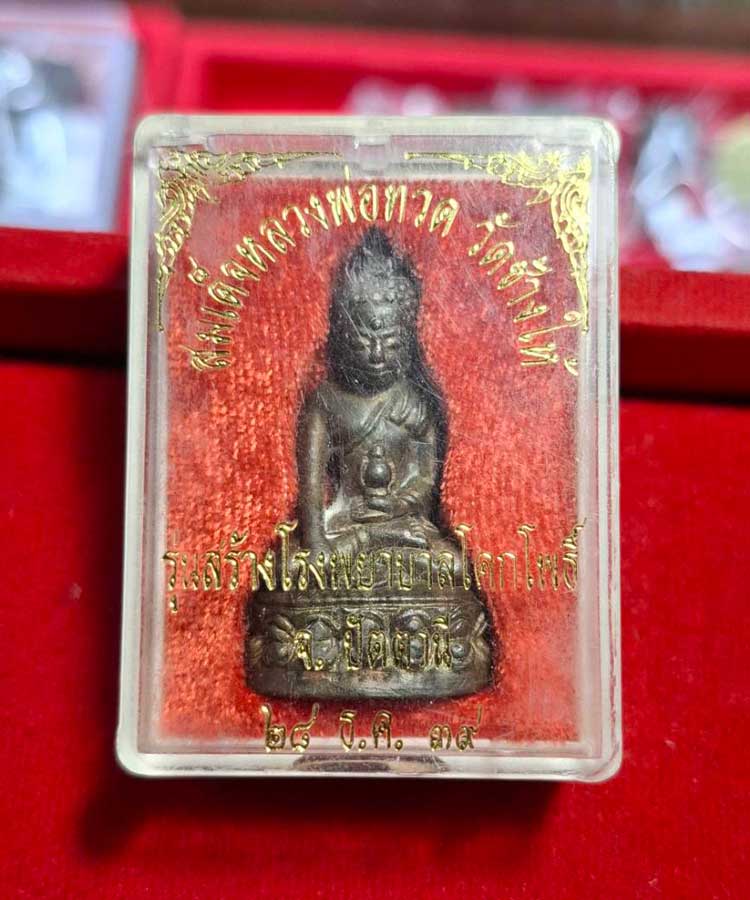 สมเด็จหลวงพ่อทวด วัดช้างให้
รุ่นสร้างโรงพยาบาลโคกโพธิ์
จ. ปัตตานี
๒๘ ธ.ค. ๓๙